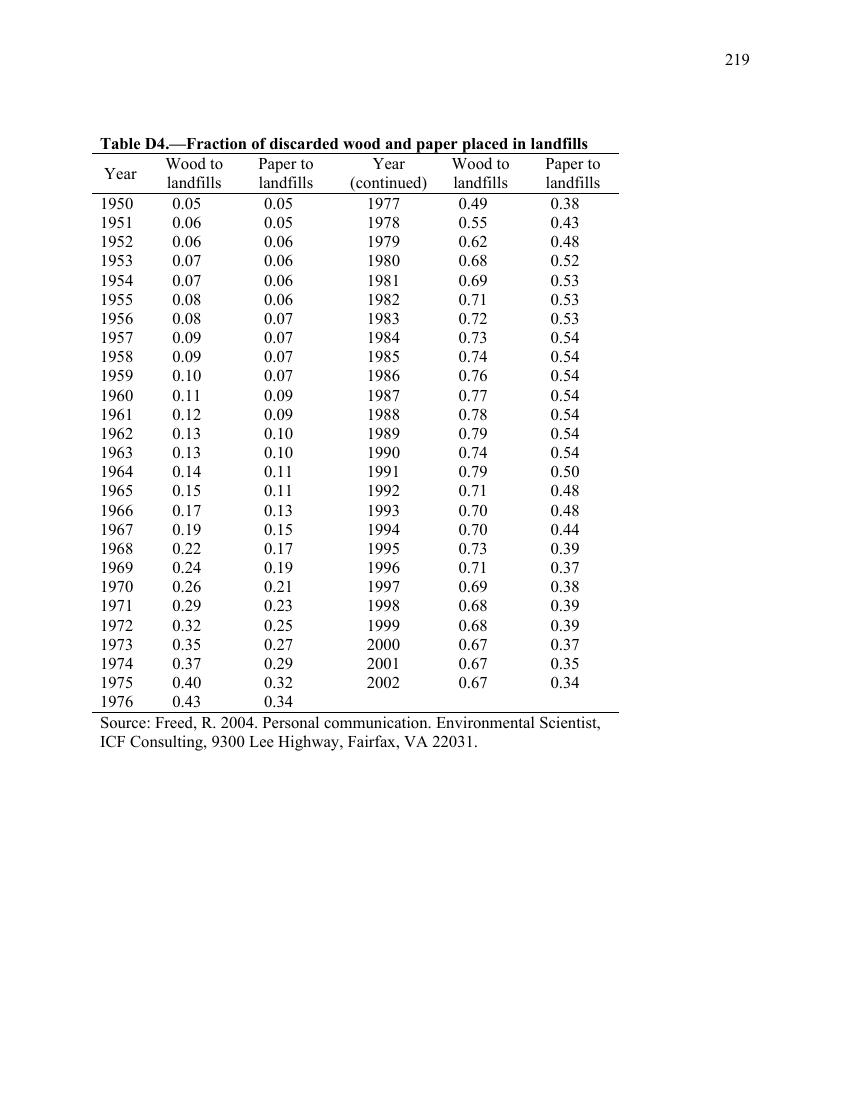 219
Table D4.—Fraction of discarded wood and paper placed in landfills
Year Wood to landfills Paper to landfills Year (continued) Wood to landfills Paper to landfills
1950 0.05 0.05 1977 0.49 0.38
1951 0.06 0.05 1978 0.55 0.43
1952 0.06 0.06 1979 0.62 0.48
1953 0.07 0.06 1980 0.68 0.52
1954 0.07 0.06 1981 0.69 0.53
1955 0.08 0.06 1982 0.71 0.53
1956 0.08 0.07 1983 0.72 0.53
1957 0.09 0.07 1984 0.73 0.54
1958 0.09 0.07 1985 0.74 0.54
1959 0.10 0.07 1986 0.76 0.54
1960 0.11 0.09 1987 0.77 0.54
1961 0.12 0.09 1988 0.78 0.54
1962 0.13 0.10 1989 0.79 0.54
1963 0.13 0.10 1990 0.74 0.54
1964 0.14 0.11 1991 0.79 0.50
1965 0.15 0.11 1992 0.71 0.48
1966 0.17 0.13 1993 0.70 0.48
1967 0.19 0.15 1994 0.70 0.44
1968 0.22 0.17 1995 0.73 0.39
1969 0.24 0.19 1996 0.71 0.37
1970 0.26 0.21 1997 0.69 0.38
1971 0.29 0.23 1998 0.68 0.39
1972 0.32 0.25 1999 0.68 0.39
1973 0.35 0.27 2000 0.67 0.37
1974 0.37 0.29 2001 0.67 0.35
1975 0.40 0.32 2002 0.67 0.34
1976 0.43 0.34
Source: Freed, R. 2004. Personal communication. Environmental Scientist,
ICF Consulting, 9300 Lee Highway, Fairfax, VA 22031.